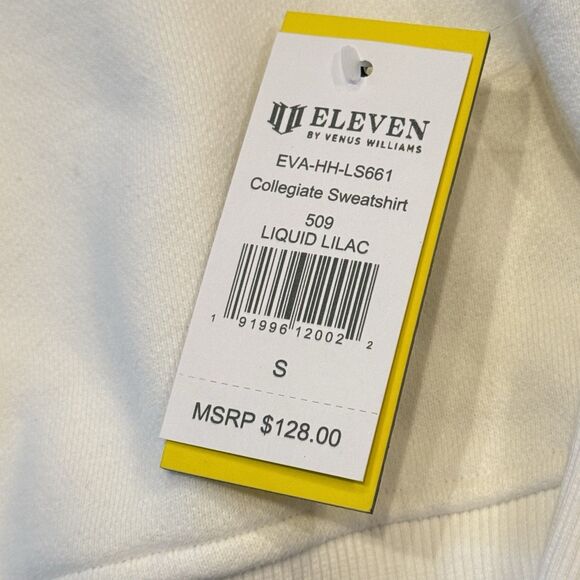 ELEVEN
BY VENUS WILLIAMS
EVA-HH-LS661
Collegiate Sweatshirt
509
LIQUID LILAC
1 91996 12002 2
S
MSRP $128.00